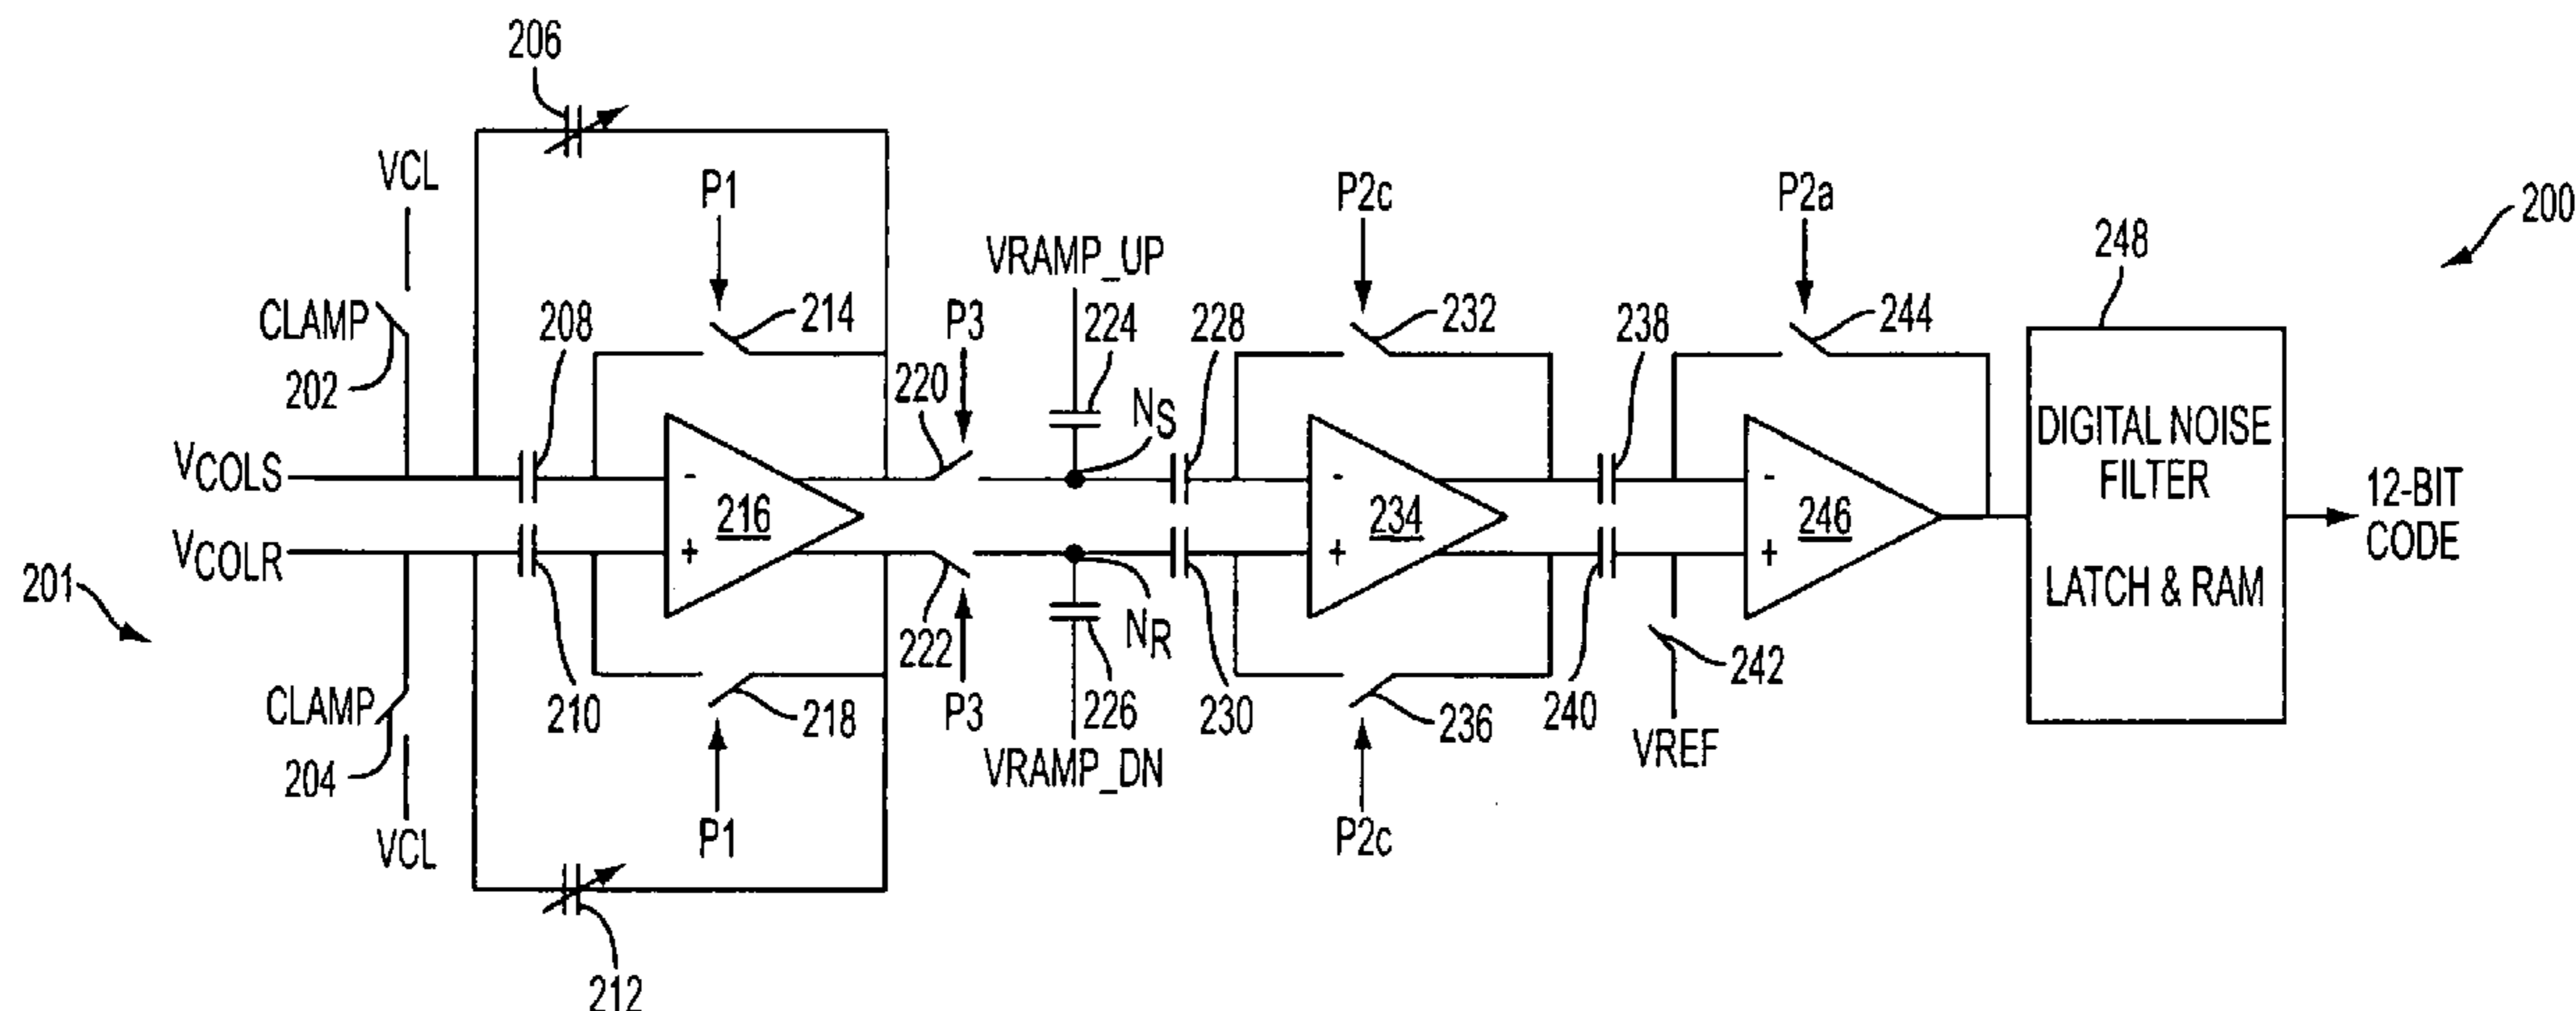 206
VCL
P1
P2c
P2a
200
VRAMP_UP
248
CLAMP
208
214
P3
224
228
232
238
244
202
220
NS
DIGITAL NOISE
FILTER
LATCH & RAM
VCOLS
-
216
+
-
234
+
-
246
+
12-BIT
CODE
VCOLR
201
222
NR
242
CLAMP
210
218
P3
226
230
236
240
VREF
204
VRAMP_DN
VCL
P1
P2c
212